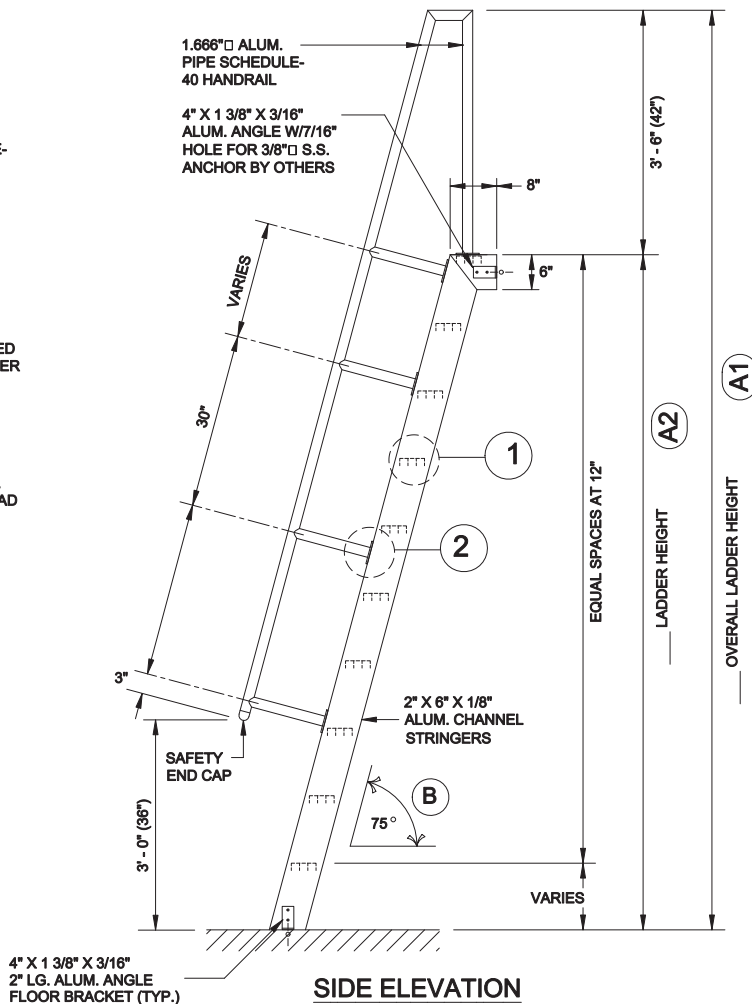 1.666"□ ALUM.
PIPE SCHEDULE-
40 HANDRAIL
4" X 1 3/8" X 3/16"
ALUM. ANGLE W/7/16"
HOLE FOR 3/8"□ S.S.
ANCHOR BY OTHERS
E-
8"
3' - 6" (42")
6"
VARIES
ED
ER
30"
AD
1
2
A1
A2
EQUAL SPACES AT 12"
LADDER HEIGHT
OVERALL LADDER HEIGHT
3"
2" X 6" X 1/8"
ALUM. CHANNEL
STRINGERS
SAFETY
END CAP
B
75°
3' - 0" (36")
VARIES
4" X 1 3/8" X 3/16"
2" LG. ALUM. ANGLE
FLOOR BRACKET (TYP.)
SIDE ELEVATION